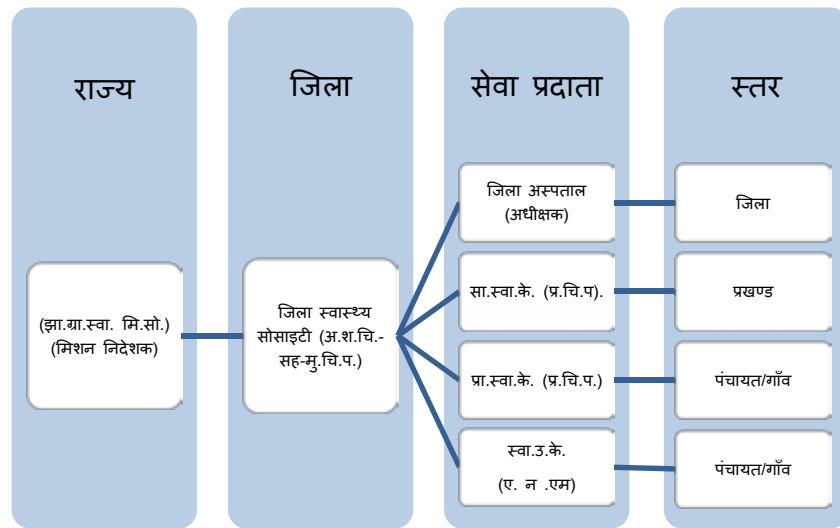 राज्य
जिला
सेवा प्रदाता
स्तर
(झा.ग्रा.स्वा. मि.सो.)
(मिशन निदेशक)
जिला स्वास्थ्य
सोसाइटी (अ.श.चि.-
सह-मु.चि.प.)
जिला अस्पताल
(अधीक्षक)
जिला
सा.स्वा.के. (प्र.चि.प).
प्रखण्ड
प्रा.स्वा.के. (प्र.चि.प.)
पंचायत/गाँव
स्वा.उ.के.
(ए. न .एम)
पंचायत/गाँव